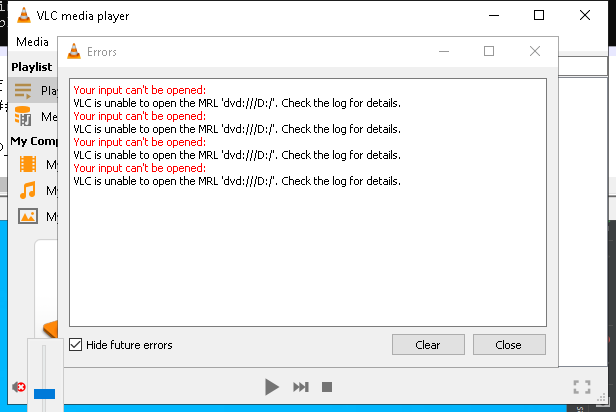 VLC media player
Media
Errors
Playlist
Your input can't be opened:
VLC is unable to open the MRL 'dvd:///D:/'. Check the log for details.
Your input can't be opened:
VLC is unable to open the MRL 'dvd:///D:/'. Check the log for details.
Your input can't be opened:
VLC is unable to open the MRL 'dvd:///D:/'. Check the log for details.
Your input can't be opened:
VLC is unable to open the MRL 'dvd:///D:/'. Check the log for details.
Pla
Me
My Comp
My
My
My
Hide future errors
Clear
Close